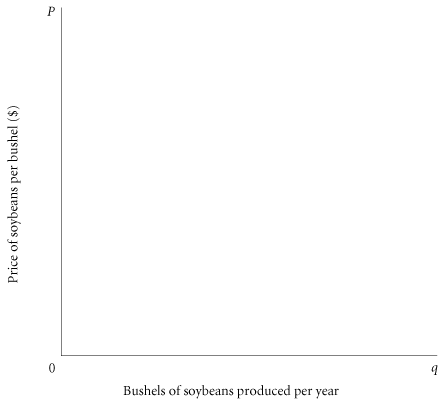 P
Price of soybeans per bushel ($)
0
q
Bushels of soybeans produced per year